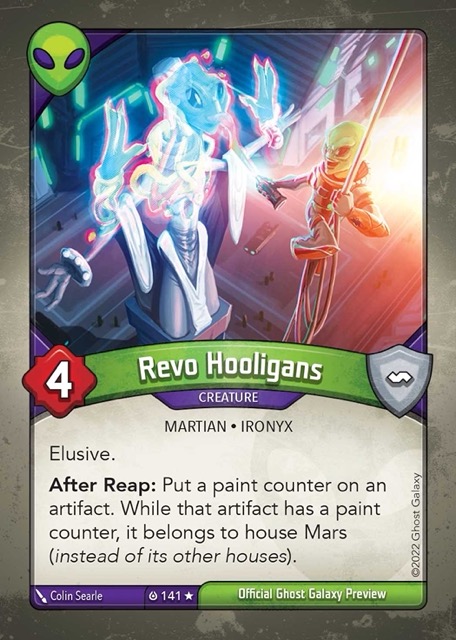 Revo Hooligans
4
CREATURE
MARTIAN • IRONYX
Elusive.
After Reap: Put a paint counter on an
artifact. While that artifact has a paint
counter, it belongs to house Mars
(instead of its other houses).
©2022 Ghost Galaxy
Colin Searle
141 ★
Official Ghost Galaxy Preview